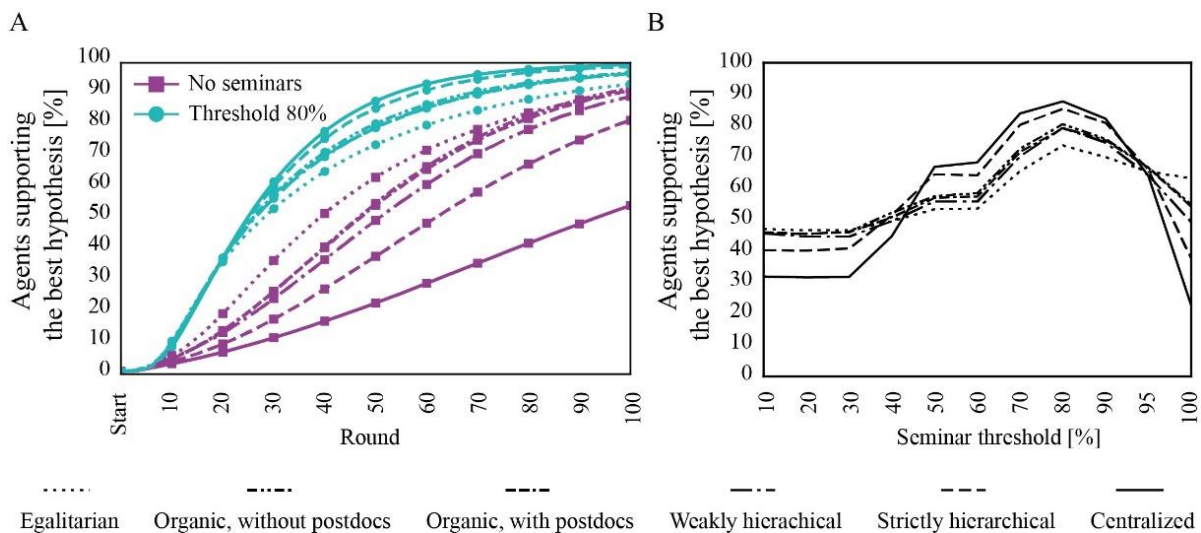 A
Agents supporting
the best hypothesis [%]
100
90
80
70
60
50
40
30
20
10
0
No seminars
Threshold 80%
Start
10
20
30
40
50
60
70
80
90
100
Round
B
Agents supporting
the best hypothesis [%]
100
90
80
70
60
50
40
30
20
10
0
10
20
30
40
50
60
70
80
90
95
100
Seminar threshold [%]
Egalitarian
Organic, without postdocs
Organic, with postdocs
Weakly hierachical
Strictly hierarchical
Centralized